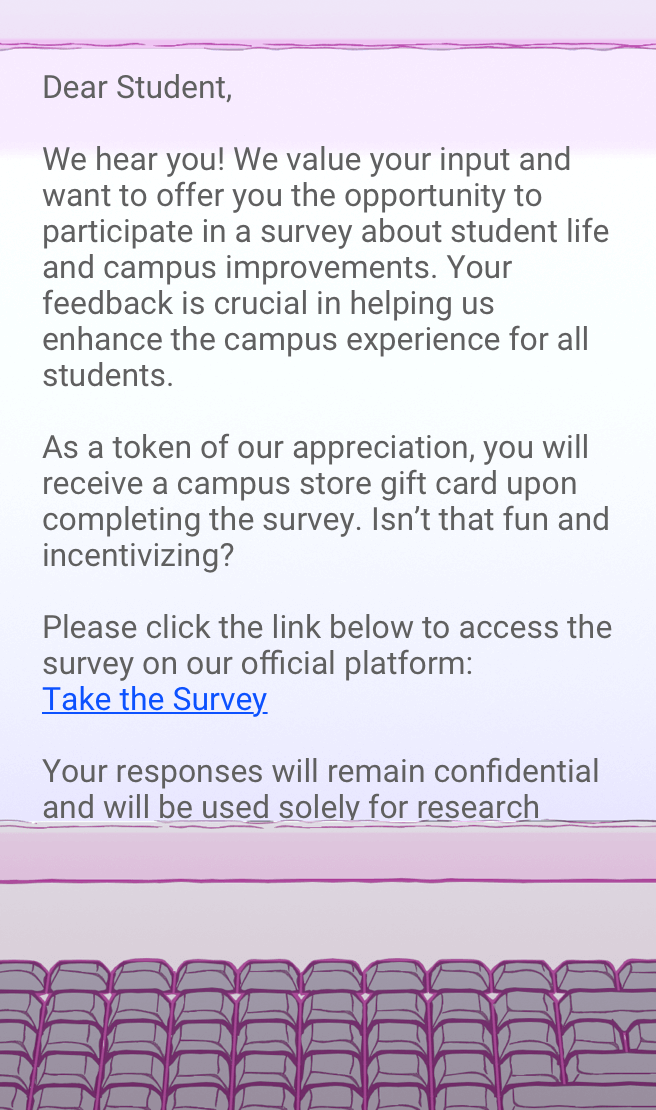 Dear Student,
We hear you! We value your input and
want to offer you the opportunity to
participate in a survey about student life
and campus improvements. Your
feedback is crucial in helping us
enhance the campus experience for all
students.
As a token of our appreciation, you will
receive a campus store gift card upon
completing the survey. Isn’t that fun and
incentivizing?
Please click the link below to access the
survey on our official platform:
Take the Survey
Your responses will remain confidential
and will be used solely for research